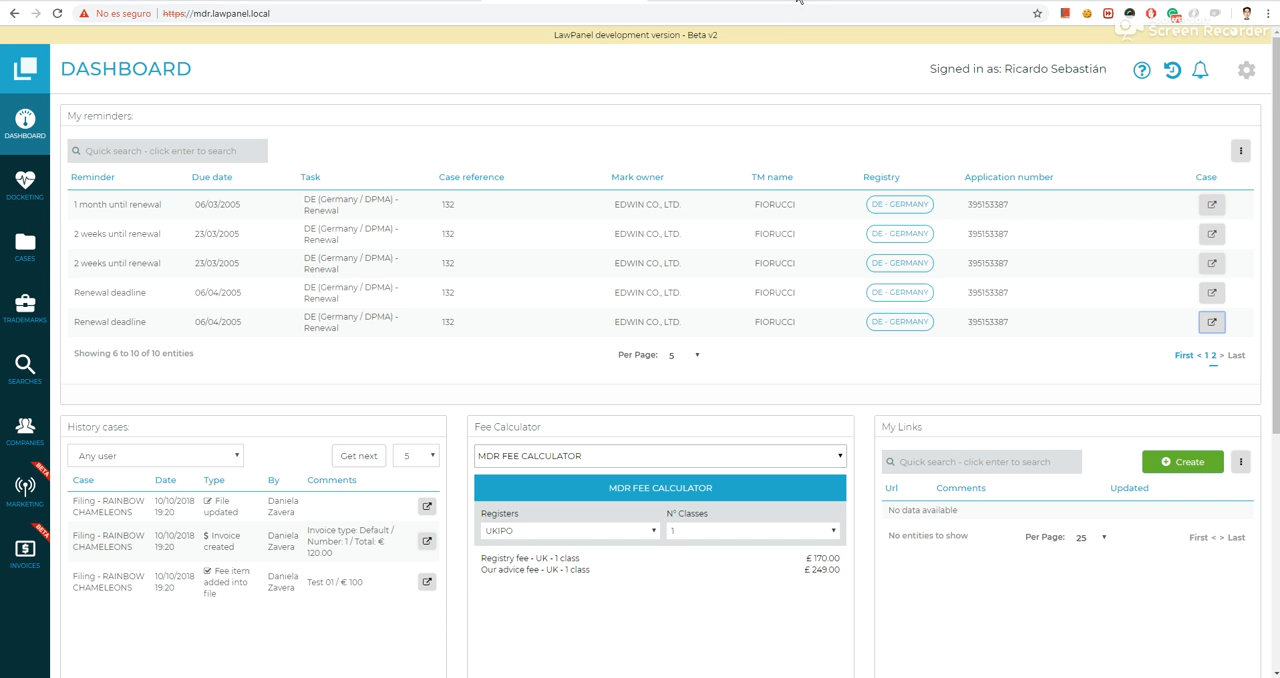 No es seguro | https://mdr.lawpanel.local
Screen Recorder
LawPanel development version - Beta v2
DASHBOARD
Signed in as: Ricardo Sebastián
DASHBOARD
DOCKETING
CASES
TRADEMARKS
SEARCHES
COMPANIES
BETA
MARKETING
BETA
INVOICES
My reminders:
Quick search - click enter to search
Reminder Due date Task Case reference Mark owner TM name Registry Application number Case
1 month until renewal 06/03/2005 DE (Germany / DPMA) - Renewal 132 EDWIN CO., LTD. FIORUCCI DE - GERMANY 395153387
2 weeks until renewal 23/03/2005 DE (Germany / DPMA) - Renewal 132 EDWIN CO., LTD. FIORUCCI DE - GERMANY 395153387
2 weeks until renewal 23/03/2005 DE (Germany / DPMA) - Renewal 132 EDWIN CO., LTD. FIORUCCI DE - GERMANY 395153387
Renewal deadline 06/04/2005 DE (Germany / DPMA) - Renewal 132 EDWIN CO., LTD. FIORUCCI DE - GERMANY 395153387
Renewal deadline 06/04/2005 DE (Germany / DPMA) - Renewal 132 EDWIN CO., LTD. FIORUCCI DE - GERMANY 395153387
Showing 6 to 10 of 10 entities Per Page: 5 First < 1 2 > Last
History cases:
Any user Get next 5
Case Date Type By Comments
Filing - RAINBOW CHAMELEONS 10/10/2018 19:20 File updated Daniela Zavera
Filing - RAINBOW CHAMELEONS 10/10/2018 19:20 $ Invoice created Daniela Zavera Invoice type: Default / Number: 1 / Total: € 120.00
Filing - RAINBOW CHAMELEONS 10/10/2018 19:20 Fee item added into file Daniela Zavera Test 01 / € 100
Fee Calculator
MDR FEE CALCULATOR
MDR FEE CALCULATOR
Registers Nº Classes
UKIPO 1
Registry fee - UK - 1 class £ 170.00
Our advice fee - UK - 1 class £ 249.00
My Links
Quick search - click enter to search Create
Url Comments Updated
No data available
No entities to show Per Page: 25 First < > Last